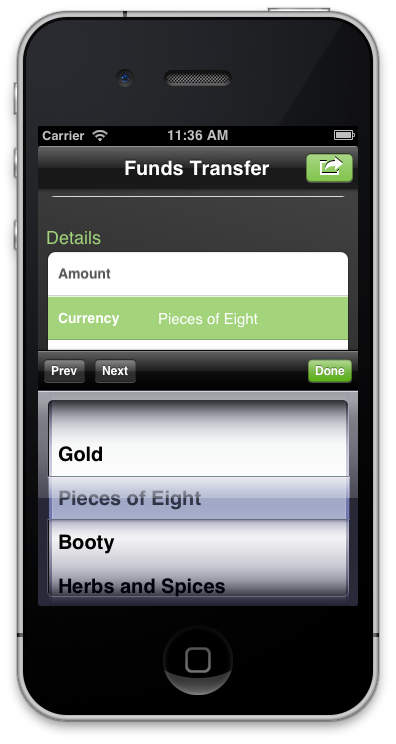 Carrier 11:36 AM
Funds Transfer
Details
Amount
Currency Pieces of Eight
Prev Next Done
Gold
Pieces of Eight
Booty
Herbs and Spices